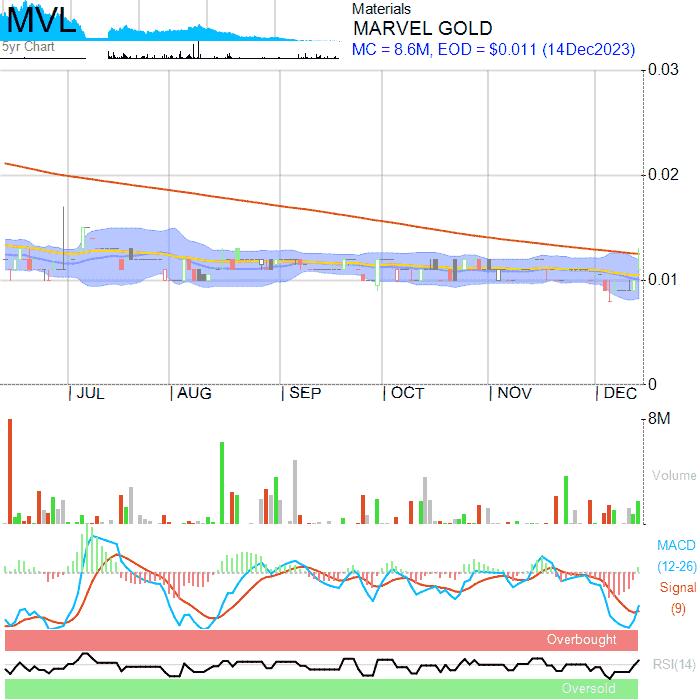 MVL
5yr Chart
Materials
MARVEL GOLD
MC = 8.6M, EOD = $0.011 (14Dec2023)
0.03
0.02
0.01
0
JUL AUG SEP OCT NOV DEC
8M
Volume
MACD
(12-26)
Signal
(9)
Overbought
RSI(14)
Oversold